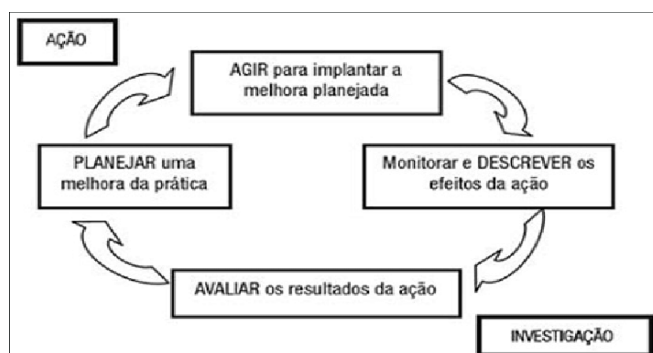 AÇÃO
AGIR para implantar a
melhora planejada
PLANEJAR uma
melhora da prática
Monitorar e DESCREVER os
efeitos da ação
AVALIAR os resultados da ação
INVESTIGAÇÃO